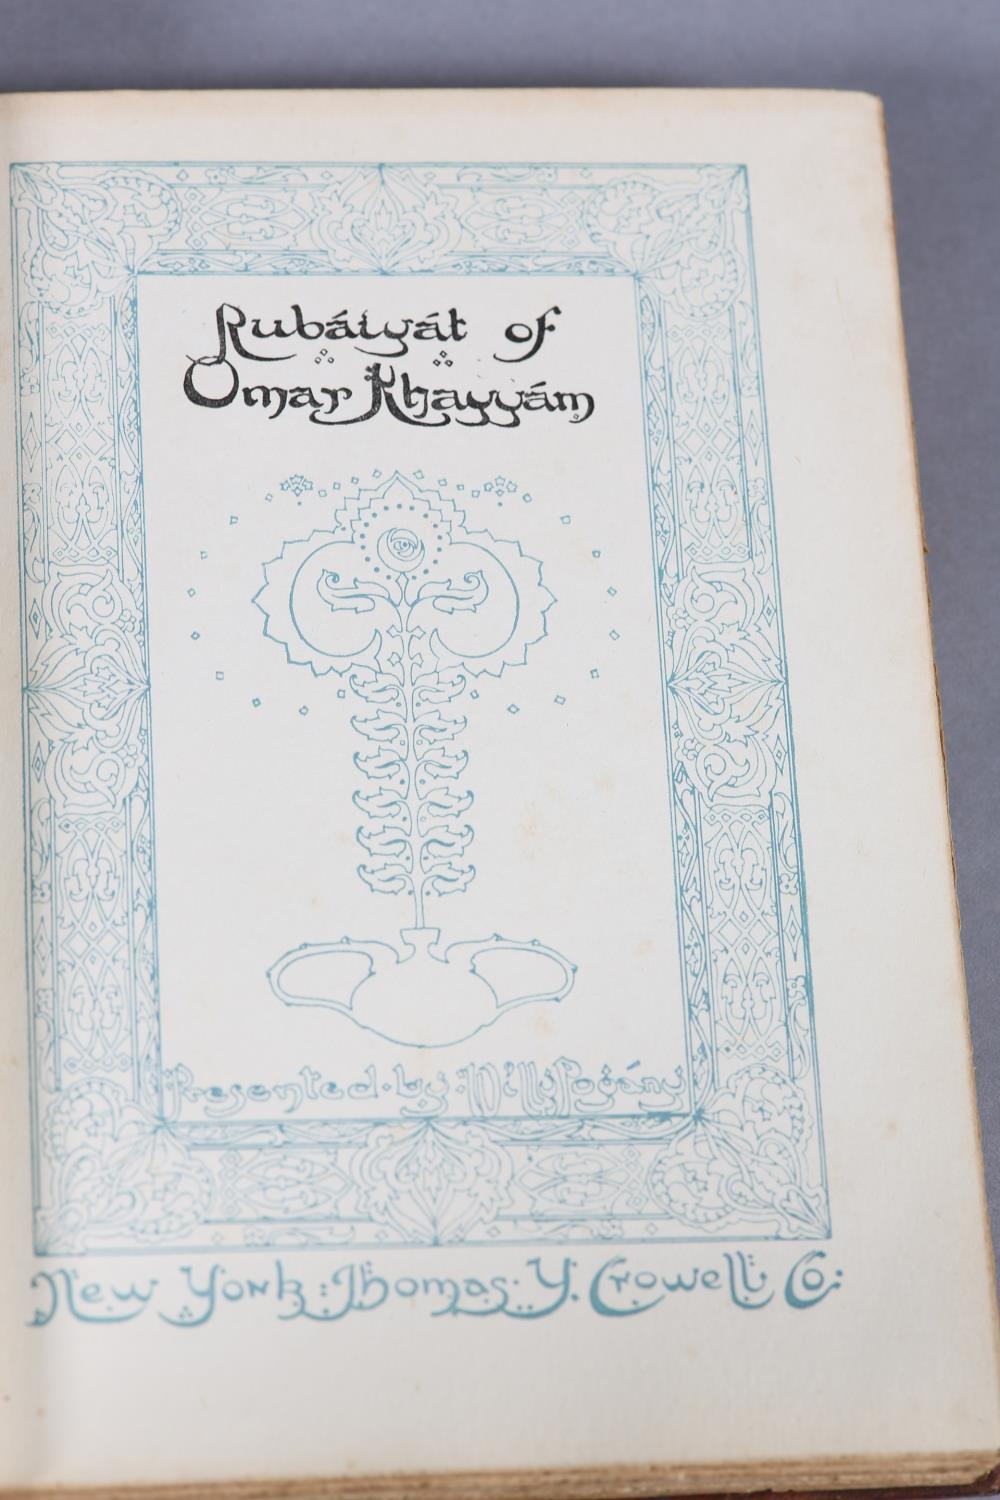 Rubáiyát of
Omar Khayyám
Presented · by · Willy Pogány
New York : Thomas · Y. Crowell Co :